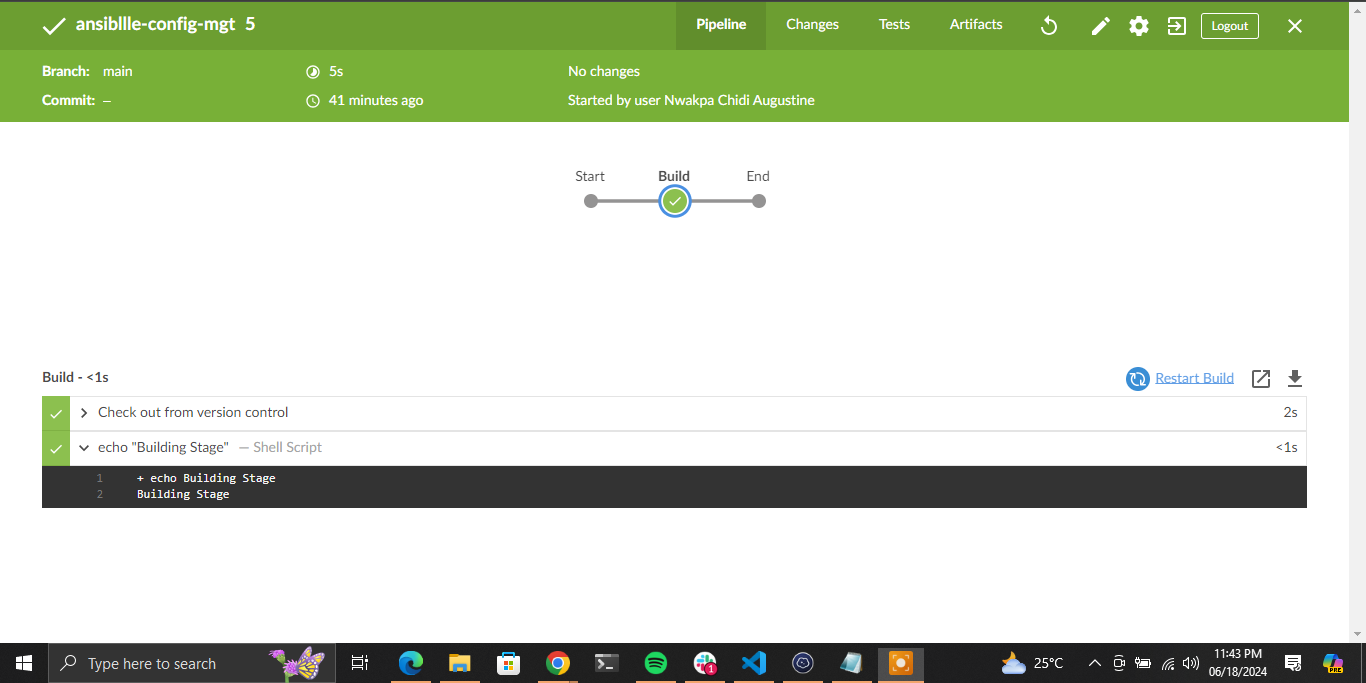 ansiblle-config-mgt 5
Pipeline
Changes
Tests
Artifacts
Logout
Branch: main
5s
No changes
Commit: –
41 minutes ago
Started by user Nwakpa Chidi Augustine
Start
Build
End
Build - <1s
Restart Build
Check out from version control
2s
echo "Building Stage" — Shell Script
<1s
1 + echo Building Stage
2 Building Stage
Type here to search
1
25°C
11:43 PM
06/18/2024
PRE